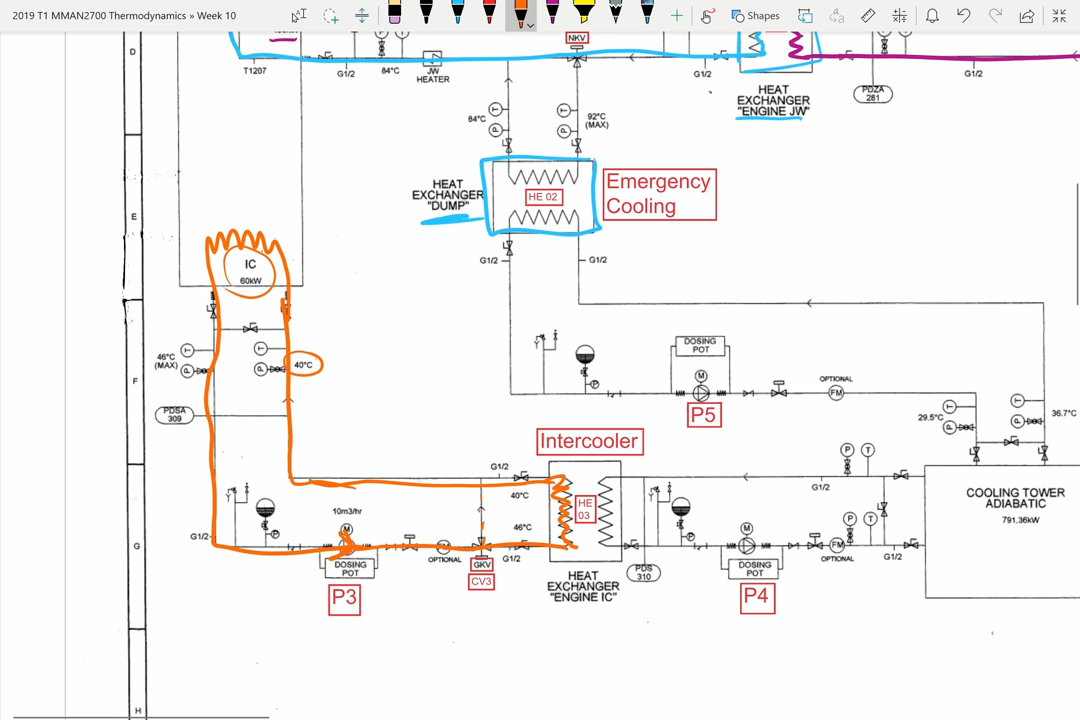 2019 T1 MMAN2700 Thermodynamics » Week 10
Shapes
D
NKV
T1207
G1/2
84°C
JW
HEATER
G1/2
G1/2
HEAT
EXCHANGER
"ENGINE JW"
PDZA
281
84°C
T
P
T
P
92°C
(MAX)
E
HEAT
EXCHANGER
"DUMP"
HE 02
Emergency
Cooling
G1/2
G1/2
IC
60kW
F
46°C
(MAX)
T
P
T
P
40°C
PDSA
309
P
DOSING
POT
M
P5
OPTIONAL
FM
29.5°C
T
P
T
P
36.7°C
Intercooler
G1/2
40°C
HE
03
46°C
P
T
G1/2
COOLING TOWER
ADIABATIC
791.36kW
G
G1/2
P
10m3/hr
M
DOSING
POT
P3
OPTIONAL
FM
GKV
CV3
G1/2
HEAT
EXCHANGER
"ENGINE IC"
PDS
310
P
M
DOSING
POT
P4
FM
OPTIONAL
P
T
G1/2
H